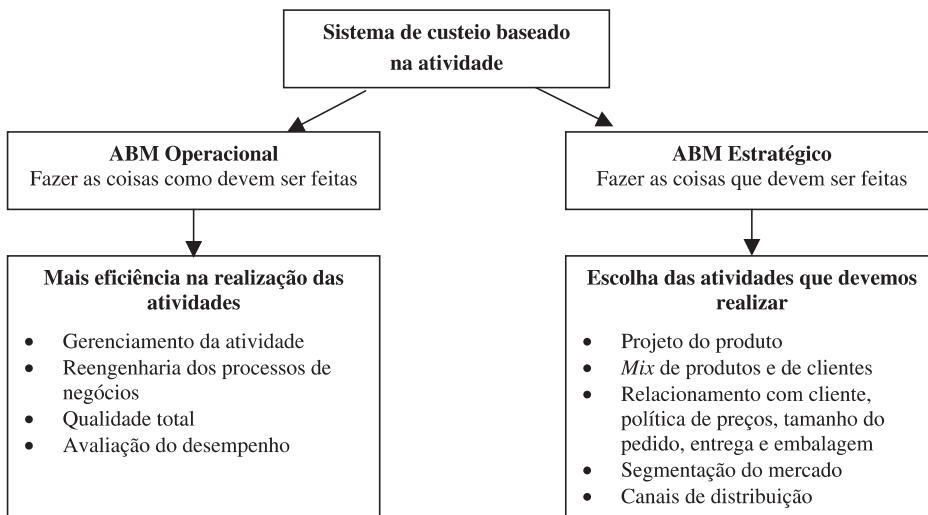 Sistema de custeio baseado
na atividade
ABM Operacional
Fazer as coisas como devem ser feitas
ABM Estratégico
Fazer as coisas que devem ser feitas
Mais eficiência na realização das
atividades
• Gerenciamento da atividade
• Reengenharia dos processos de
negócios
• Qualidade total
• Avaliação do desempenho
Escolha das atividades que devemos
realizar
• Projeto do produto
• Mix de produtos e de clientes
• Relacionamento com cliente,
política de preços, tamanho do
pedido, entrega e embalagem
• Segmentação do mercado
• Canais de distribuição